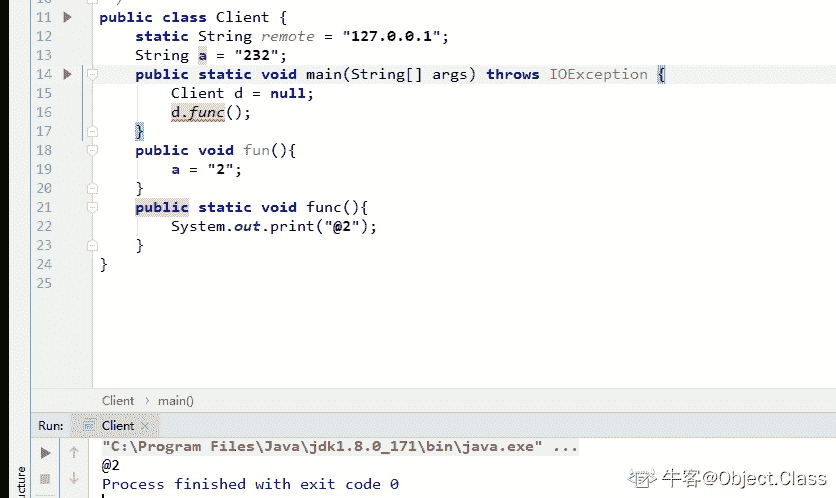 11 public class Client {
12 static String remote = "127.0.0.1";
13 String a = "232";
14 public static void main(String[] args) throws IOException {
15 Client d = null;
16 d.func();
17 }
18 public void fun(){
19 a = "2";
20 }
21 public static void func(){
22 System.out.print("@2");
23 }
24 }
25
Client › main()
Run: Client ×
"C:\Program Files\Java\jdk1.8.0_171\bin\java.exe" ...
@2
Process finished with exit code 0
牛客@Object.Class